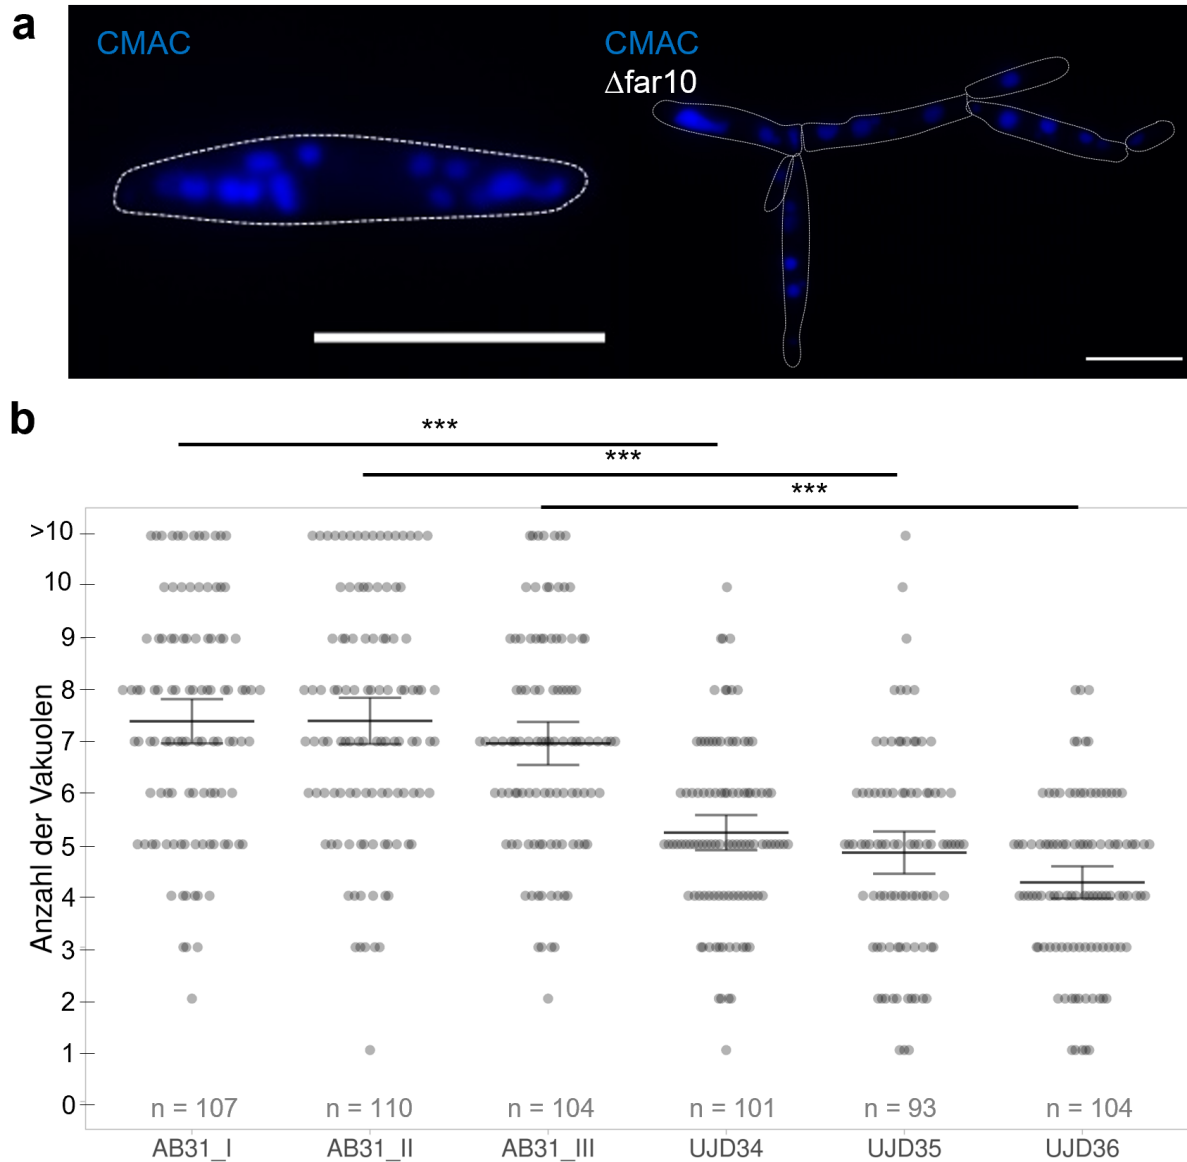 a
CMAC
CMAC
Δfar10
b
***
***
***
Anzahl der Vakuolen
>10
10
9
8
7
6
5
4
3
2
1
0
n = 107
n = 110
n = 104
n = 101
n = 93
n = 104
AB31_I
AB31_II
AB31_III
UJD34
UJD35
UJD36